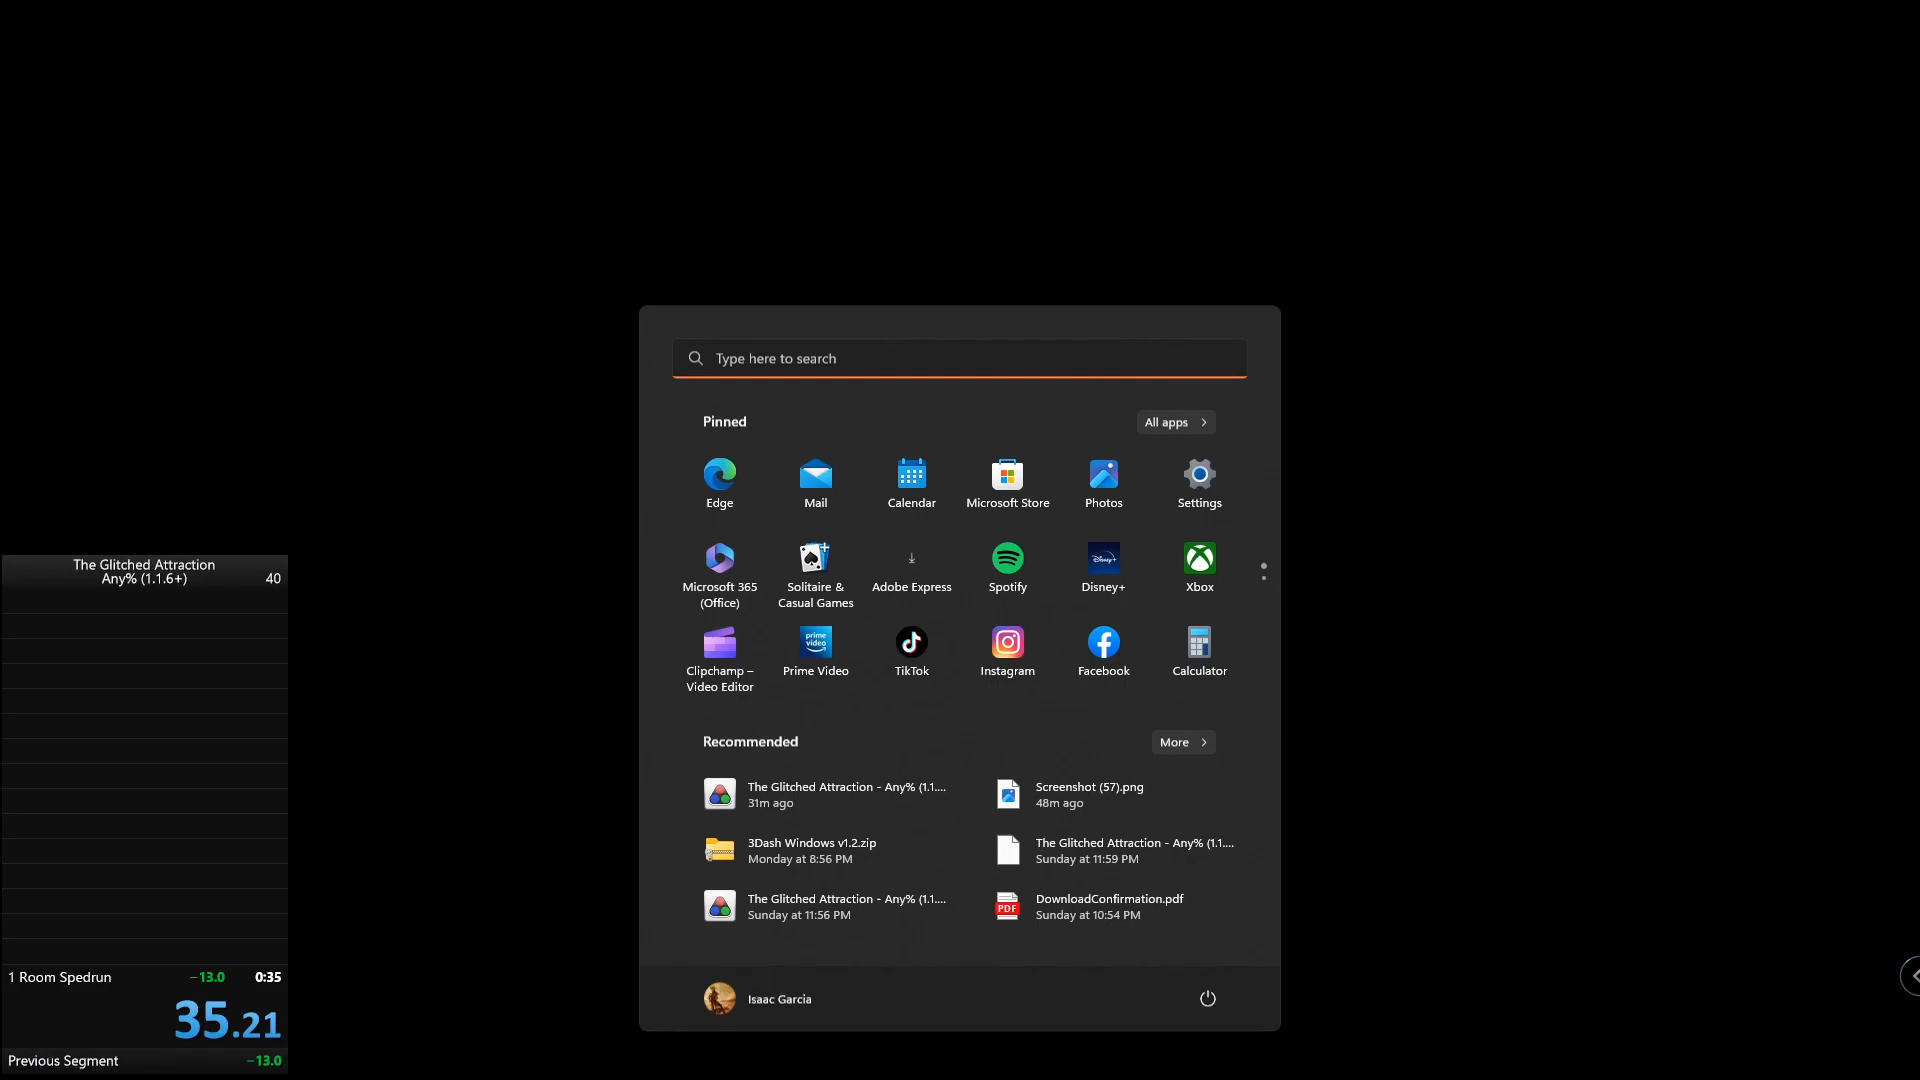 Type here to search
Pinned
All apps
Edge
Mail
Calendar
Microsoft Store
Photos
Settings
Microsoft 365
(Office)
Solitaire &
Casual Games
Adobe Express
Spotify
Disney+
Xbox
Clipchamp –
Video Editor
prime
video
Prime Video
TikTok
Instagram
Facebook
Calculator
Recommended
More
The Glitched Attraction - Any% (1.1....
31m ago
Screenshot (57).png
48m ago
3Dash Windows v1.2.zip
Monday at 8:56 PM
The Glitched Attraction - Any% (1.1....
Sunday at 11:59 PM
The Glitched Attraction - Any% (1.1....
Sunday at 11:56 PM
PDF
DownloadConfirmation.pdf
Sunday at 10:54 PM
Isaac Garcia
The Glitched Attraction
Any% (1.1.6+) 40
1 Room Spedrun −13.0 0:35
35.21
Previous Segment −13.0